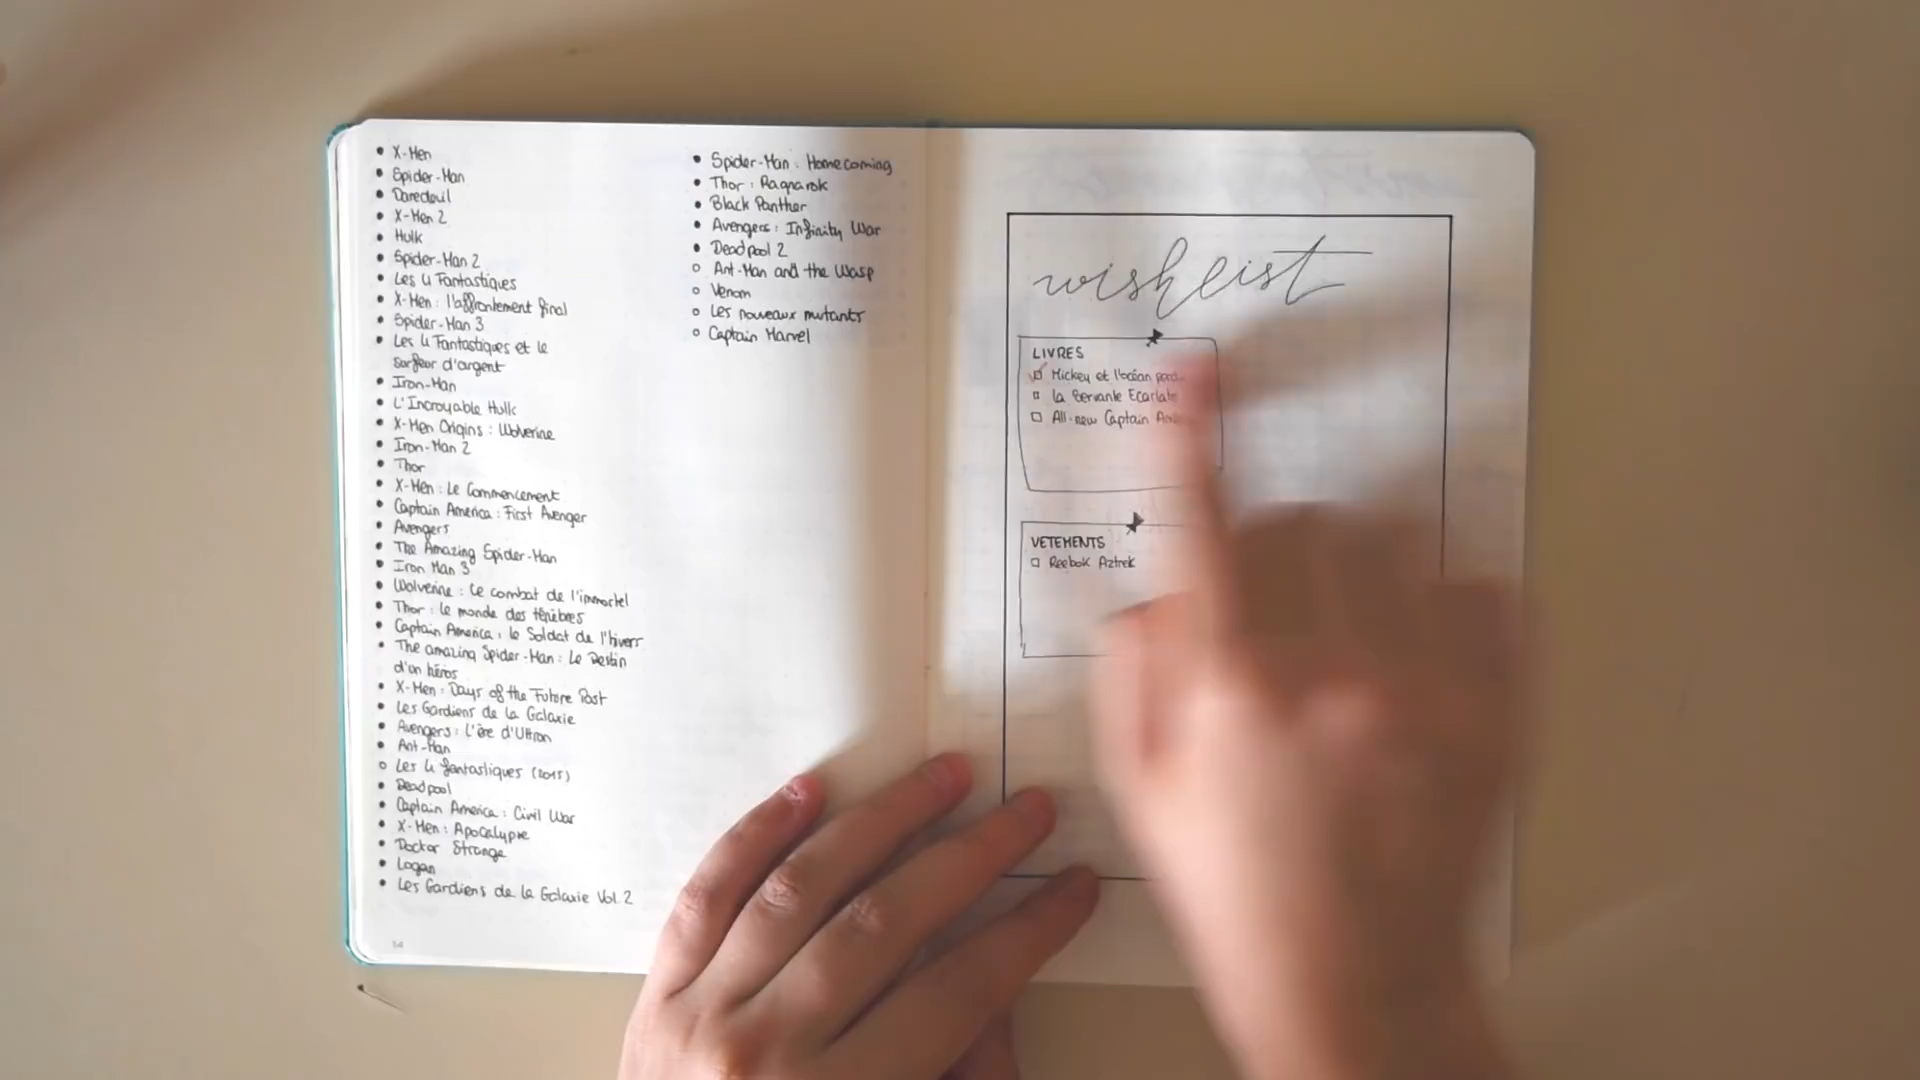 X-Men
Spider-Man
Daredevil
X-Men 2
Hulk
Spider-Man 2
Les 4 Fantastiques
X-Men : l'affrontement final
Spider-Man 3
Les 4 Fantastiques et le
surfeur d'argent
Iron-Man
L'Incroyable Hulk
X-Men Origins : Wolverine
Iron-Man 2
Thor
X-Men : Le Commencement
Captain America : First Avenger
Avengers
The Amazing Spider-Man
Iron Man 3
Wolverine : Le combat de l'immortel
Thor : le monde des ténèbres
Captain America : le Soldat de l'hiver
The amazing Spider-Man : Le Destin
d'un héros
X-Men : Days of the Future Past
Les Gardiens de la Galaxie
Avengers : L'ère d'Ultron
Ant-Man
Les 4 fantastiques (2015)
Deadpool
Captain America : Civil War
X-Men : Apocalypse
Doctor Strange
Logan
Les Gardiens de la Galaxie Vol. 2
14
Spider-Man : Homecoming
Thor : Ragnarok
Black Panther
Avengers : Infinity War
Deadpool 2
Ant-Man and the Wasp
Venom
Les nouveaux mutants
Captain Marvel
wishlist
LIVRES
Mickey et l'océan
la Servante Ecarlate
All-new Captain
VETEMENTS
Reebok Aztrek